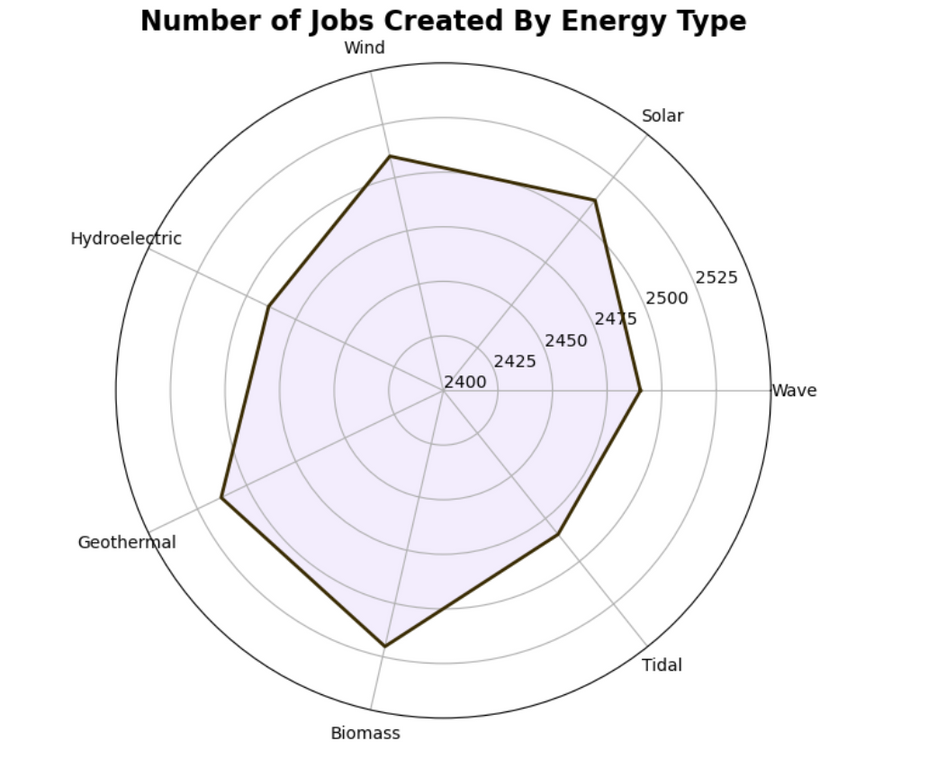 Number of Jobs Created By Energy Type
Wind
Solar
Hydroelectric
2525
2500
2475
2450
2425
2400
Wave
Geothermal
Tidal
Biomass